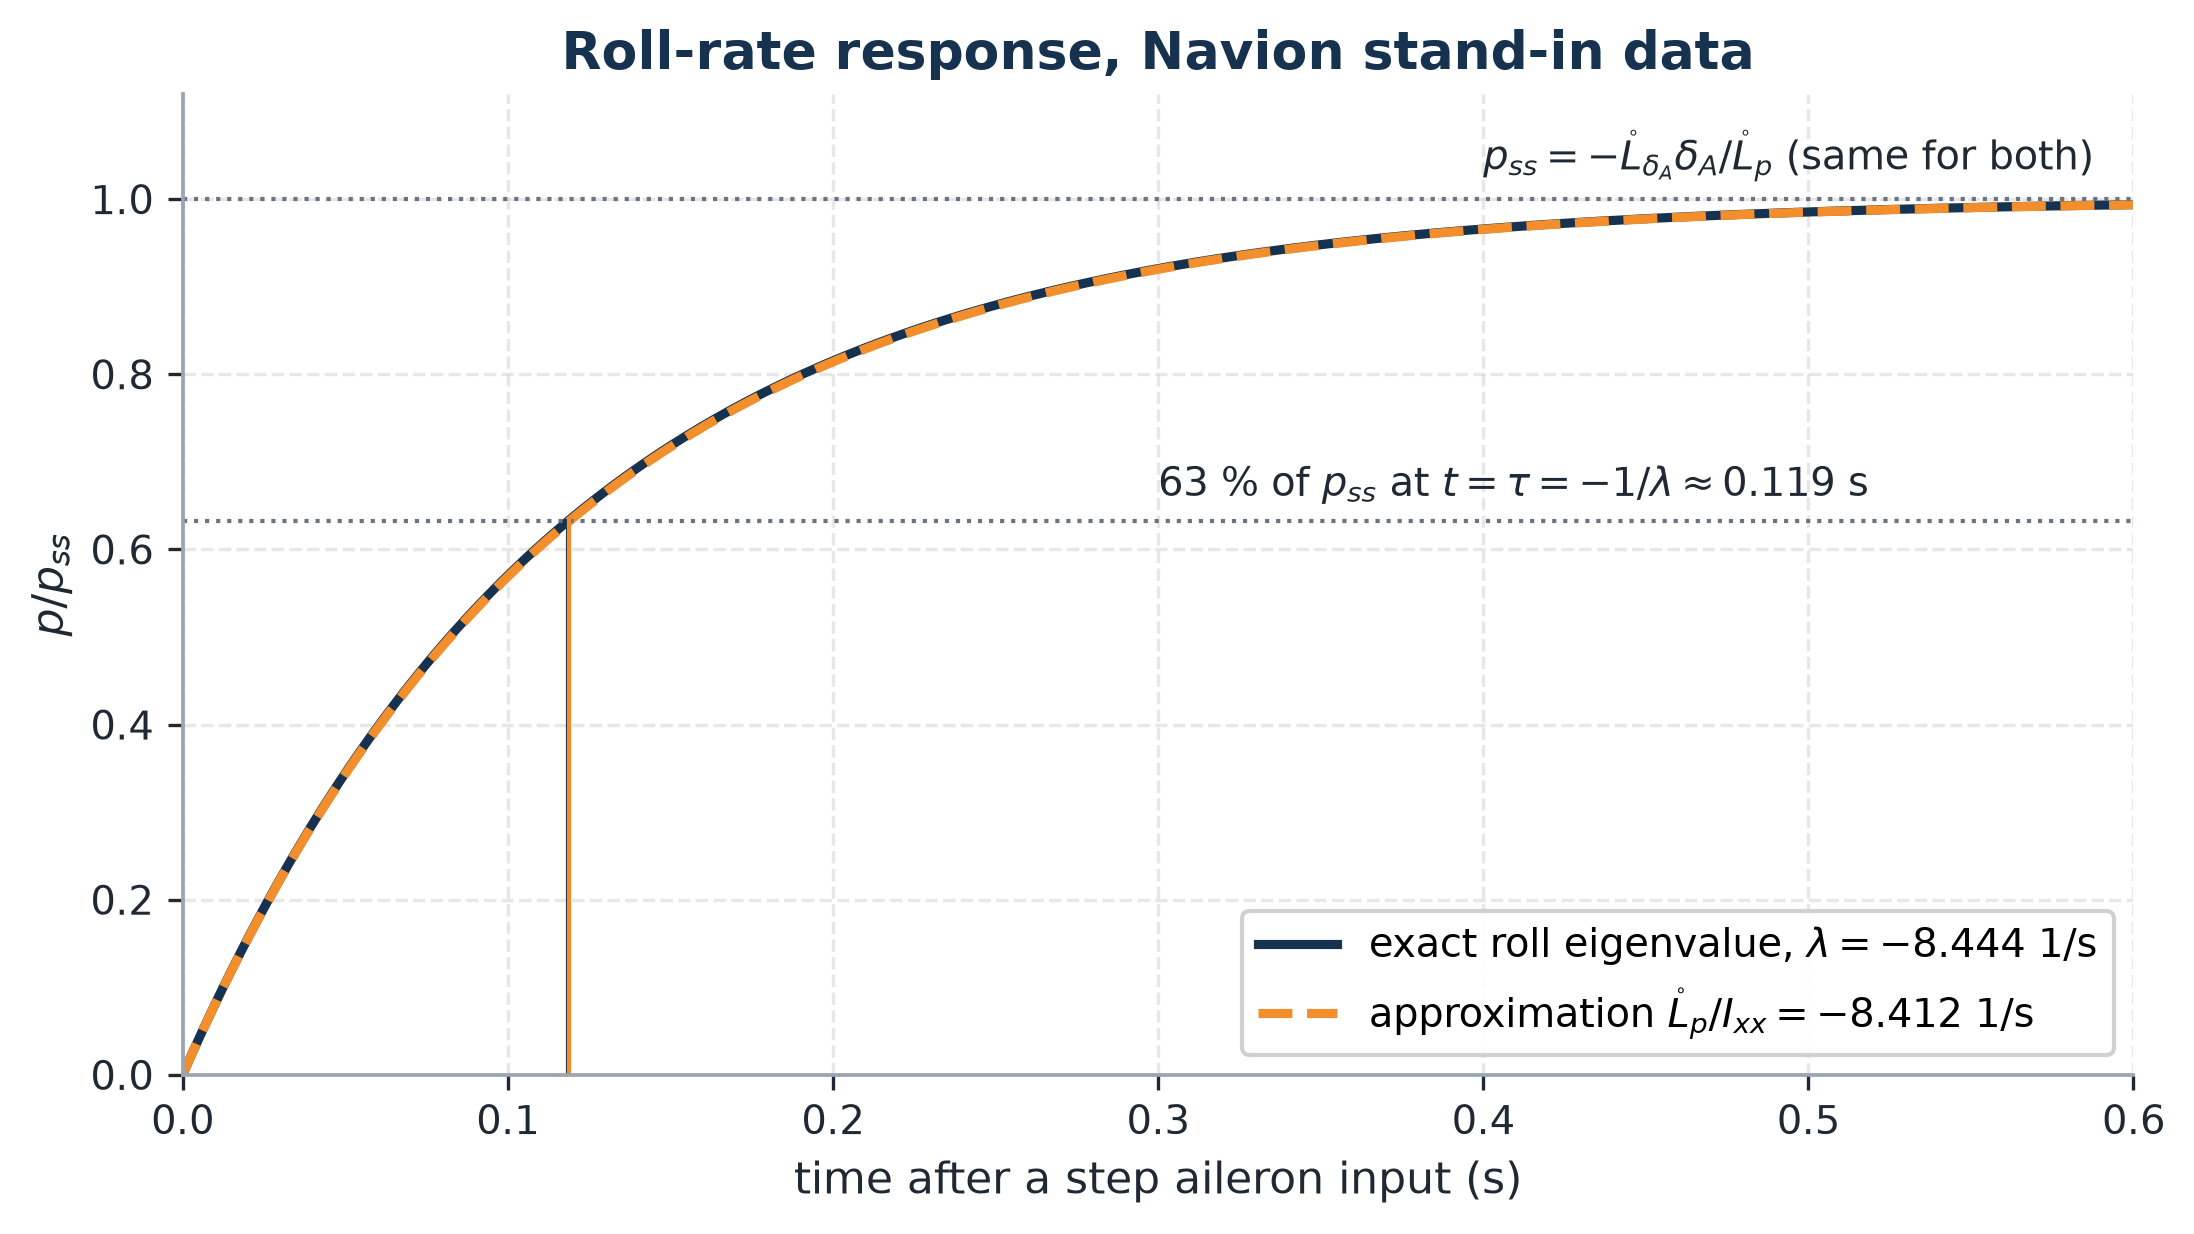 Roll-rate response, Navion stand-in data
p_ss = −L̊_δ_A δ_A/L̊_p (same for both)
63 % of p_ss at t = τ = −1/λ ≈ 0.119 s
p/p_ss
1.0
0.8
0.6
0.4
0.2
0.0
exact roll eigenvalue, λ = −8.444 1/s
approximation L̊_p/I_xx = −8.412 1/s
0.0 0.1 0.2 0.3 0.4 0.5 0.6
time after a step aileron input (s)